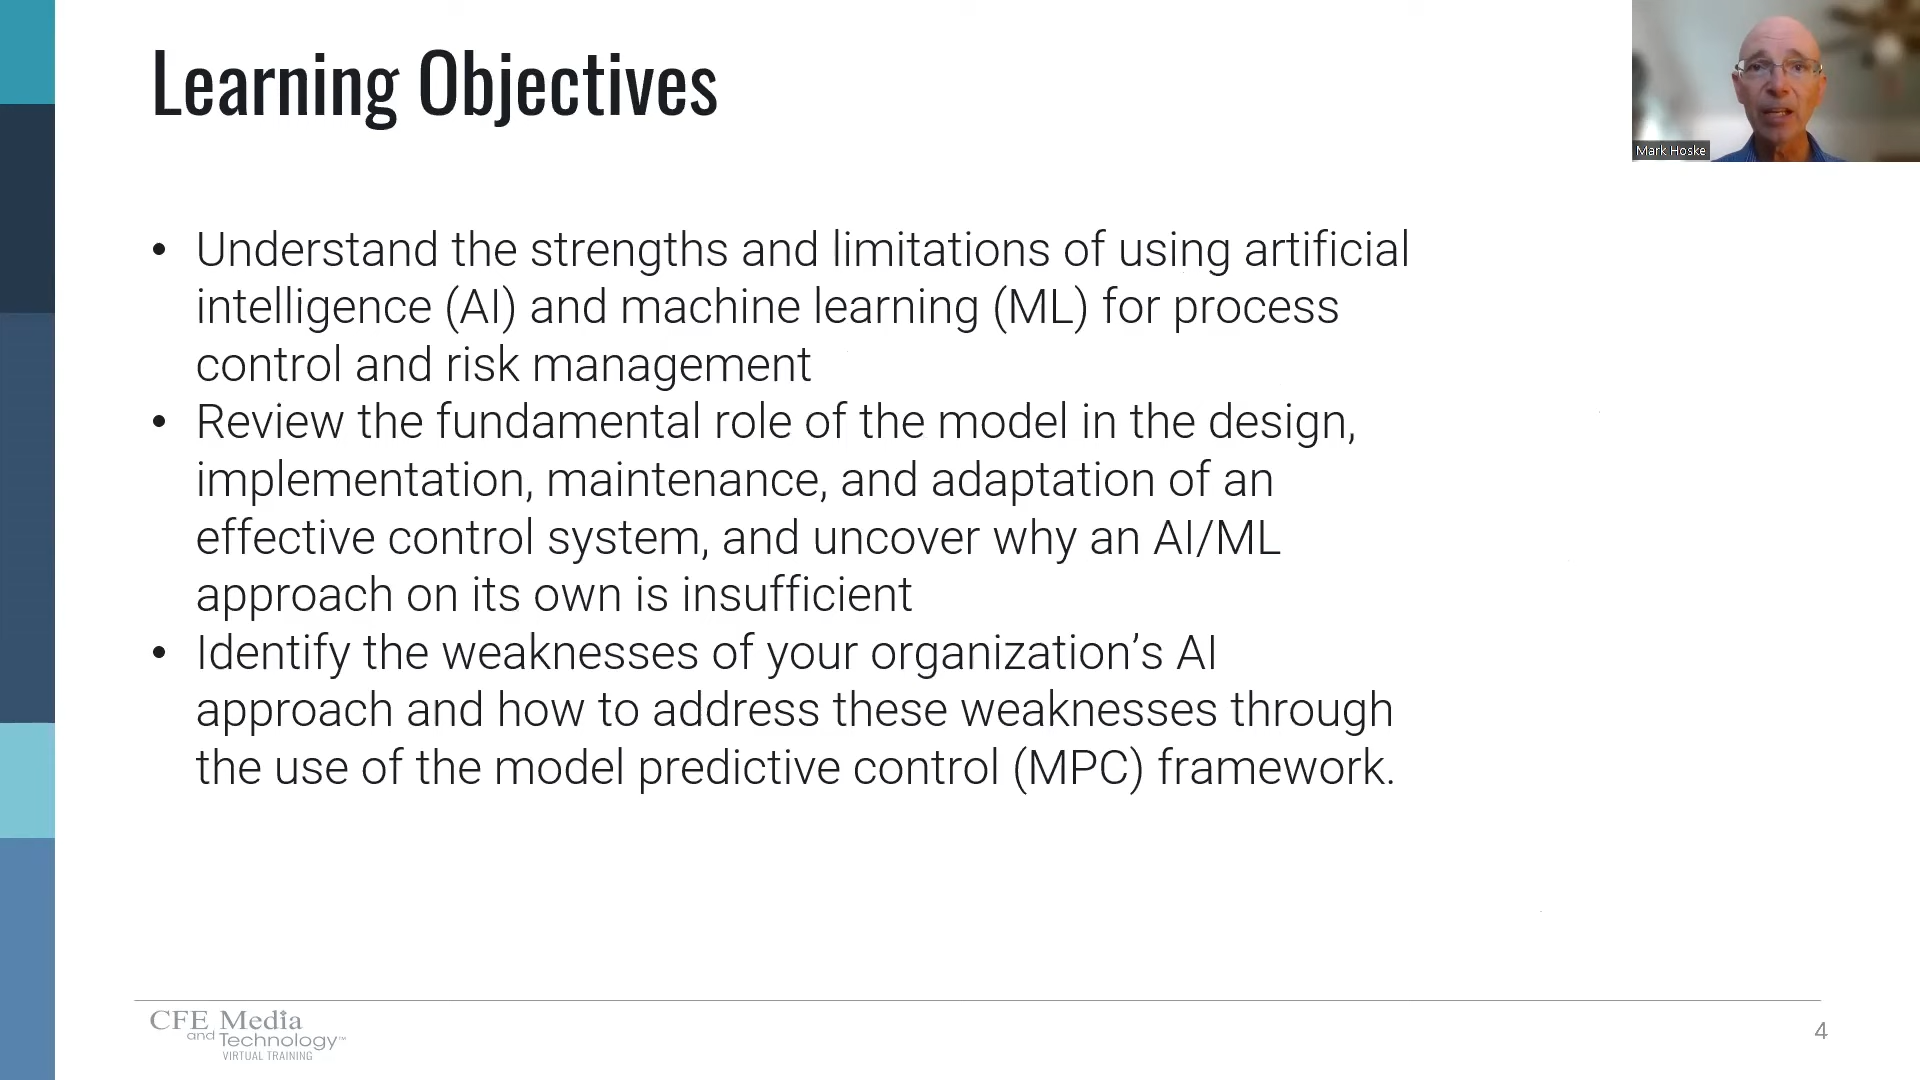 Learning Objectives
Mark Hoske
• Understand the strengths and limitations of using artificial
intelligence (AI) and machine learning (ML) for process
control and risk management
• Review the fundamental role of the model in the design,
implementation, maintenance, and adaptation of an
effective control system, and uncover why an AI/ML
approach on its own is insufficient
• Identify the weaknesses of your organization’s AI
approach and how to address these weaknesses through
the use of the model predictive control (MPC) framework.
CFE Media
and Technology™
VIRTUAL TRAINING
4